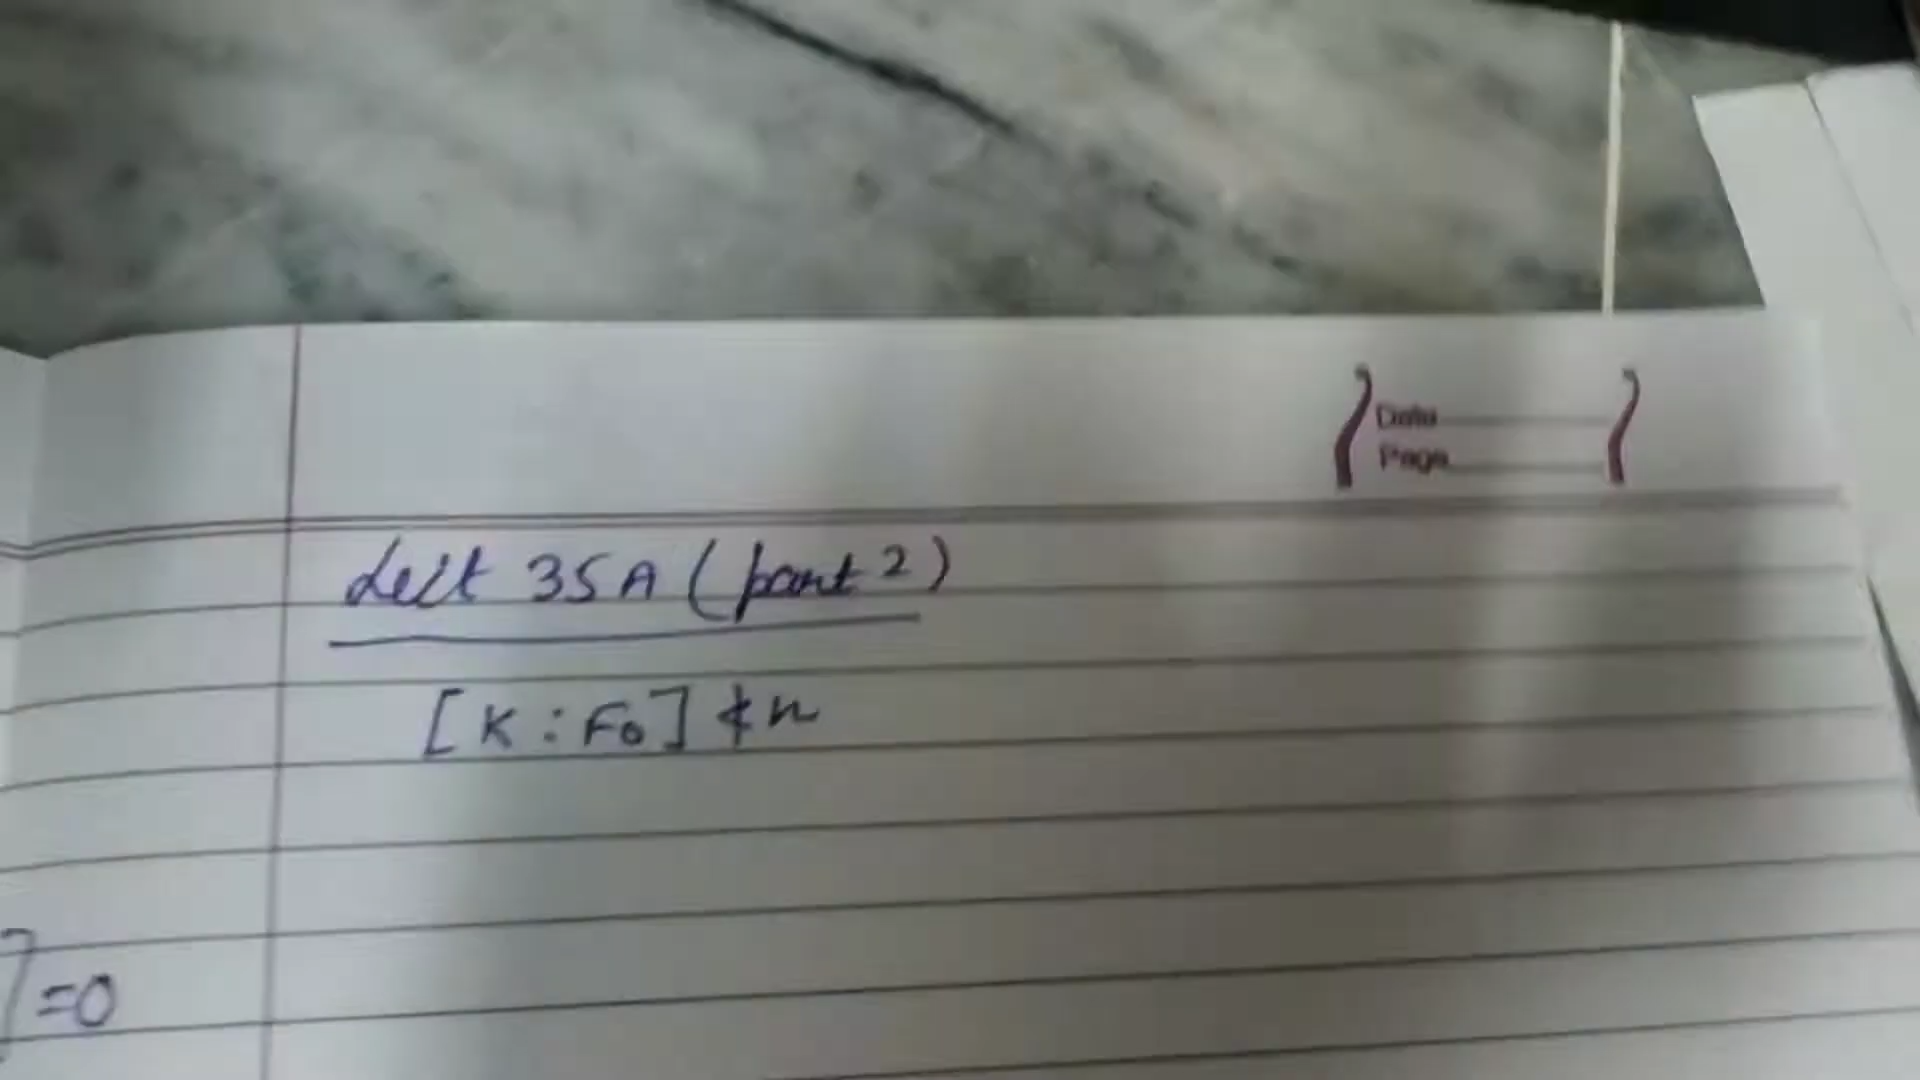 Lect 35A (part 2)
[K : F0] ≮ n
Date
Page
]=0